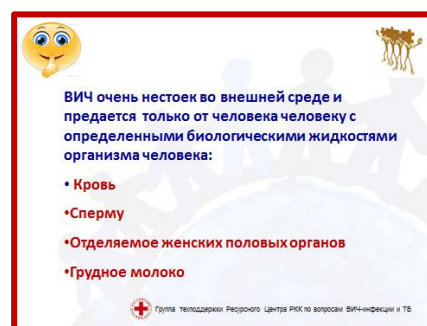 ВИЧ очень нестоек во внешней среде и
предается только от человека человеку с
определенными биологическими жидкостями
организма человека:
• Кровь
•Сперму
•Отделяемое женских половых органов
•Грудное молоко
Группа техподдержки Ресурсного Центра РКК по вопросам ВИЧ-инфекции и ТБ